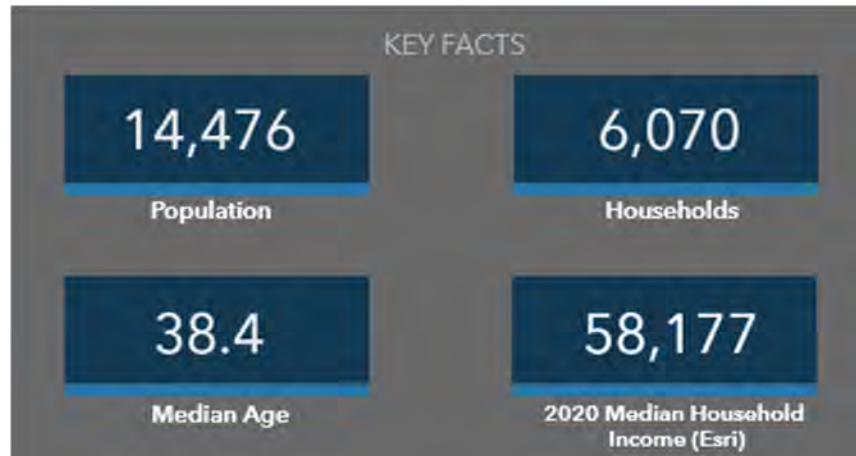 KEY FACTS
14,476
Population
6,070
Households
38.4
Median Age
58,177
2020 Median Household
Income (Esri)